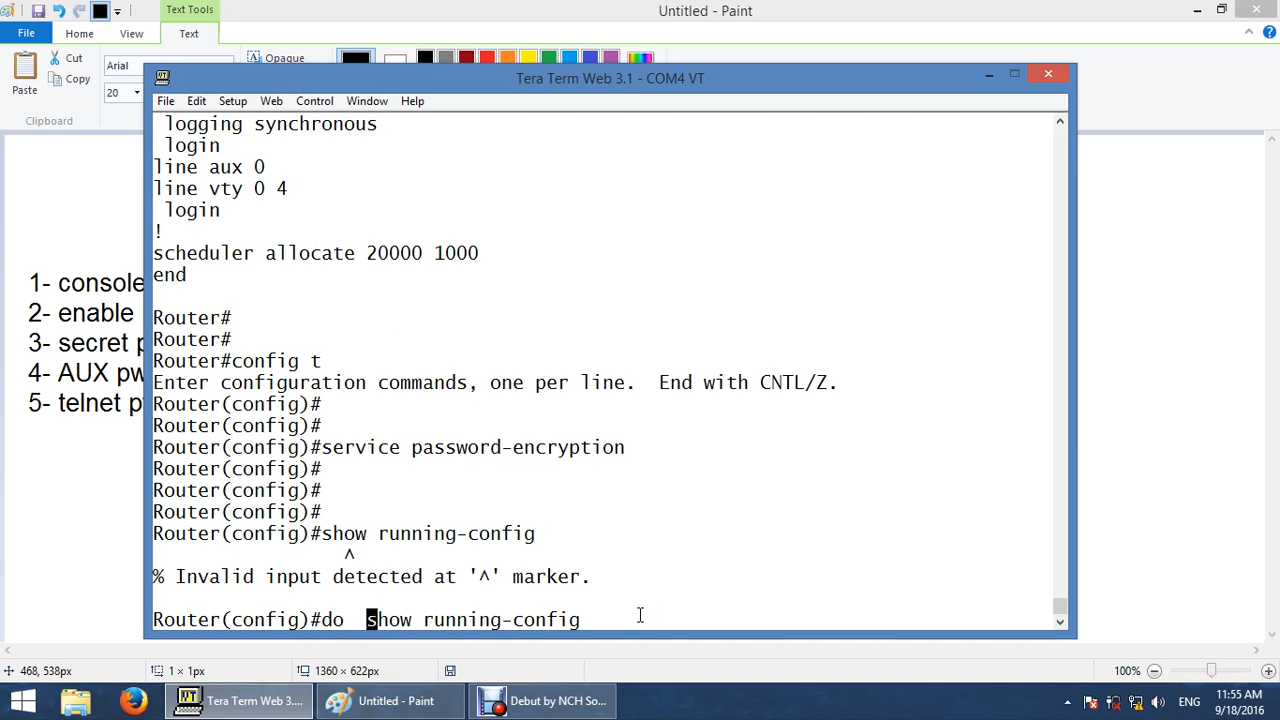 Text Tools
Untitled - Paint
File
Home
View
Text
Paste
Cut
Copy
Clipboard
Arial
20
Opaque
1- console
2- enable
3- secret p
4- AUX pw
5- telnet p
Tera Term Web 3.1 - COM4 VT
File Edit Setup Web Control Window Help
logging synchronous
login
line aux 0
line vty 0 4
login
!
scheduler allocate 20000 1000
end
Router#
Router#
Router#config t
Enter configuration commands, one per line.  End with CNTL/Z.
Router(config)#
Router(config)#
Router(config)#service password-encryption
Router(config)#
Router(config)#
Router(config)#
Router(config)#show running-config
^
% Invalid input detected at '^' marker.
Router(config)#do  show running-config
468, 538px
1 × 1px
1360 × 622px
100%
Tera Term Web 3....
Untitled - Paint
Debut by NCH So...
ENG
11:55 AM
9/18/2016